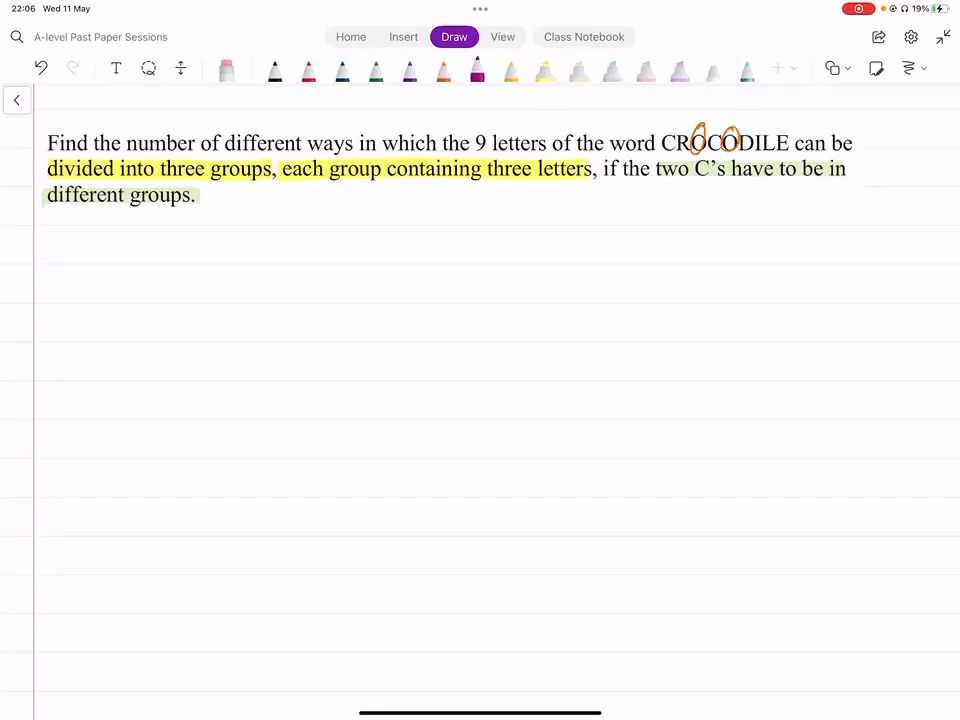 22:06 Wed 11 May
19%
A-level Past Paper Sessions
Home Insert Draw View Class Notebook
T
Find the number of different ways in which the 9 letters of the word CROCODILE can be
divided into three groups, each group containing three letters, if the two C's have to be in
different groups.